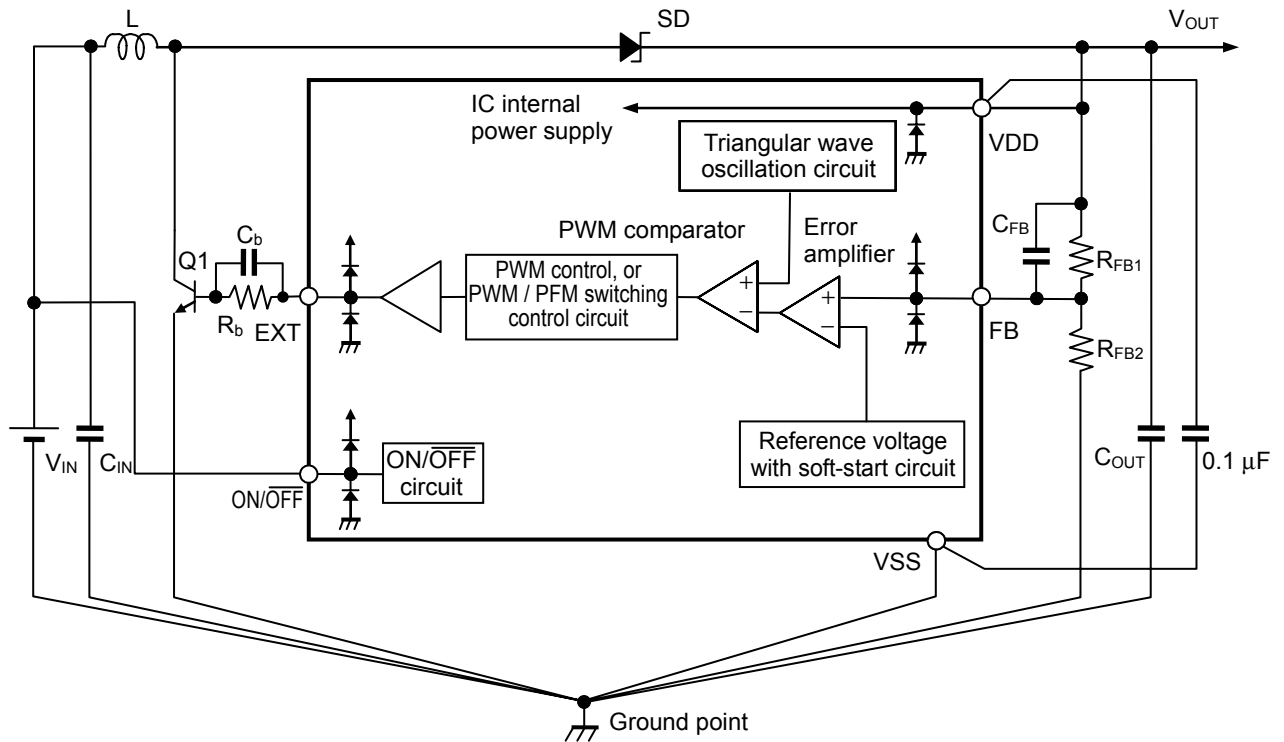 L
SD
VOUT
IC internal
power supply
VDD
Triangular wave
oscillation circuit
CFB
Cb
PWM comparator
Error
amplifier
Q1
PWM control, or
PWM / PFM switching
control circuit
+
−
+
−
RFB1
Rb
EXT
FB
RFB2
VIN
CIN
ON/OFF
ON/OFF
circuit
Reference voltage
with soft-start circuit
COUT
0.1 µF
VSS
Ground point